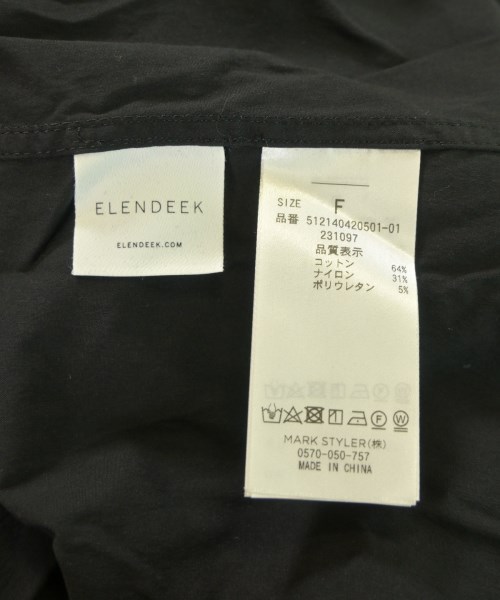 ELENDEEK
ELENDEEK.COM
SIZE F
品番 512140420501-01
231097
品質表示
コットン 64%
ナイロン 31%
ポリウレタン 5%
F W
MARK STYLER(株)
0570-050-757
MADE IN CHINA